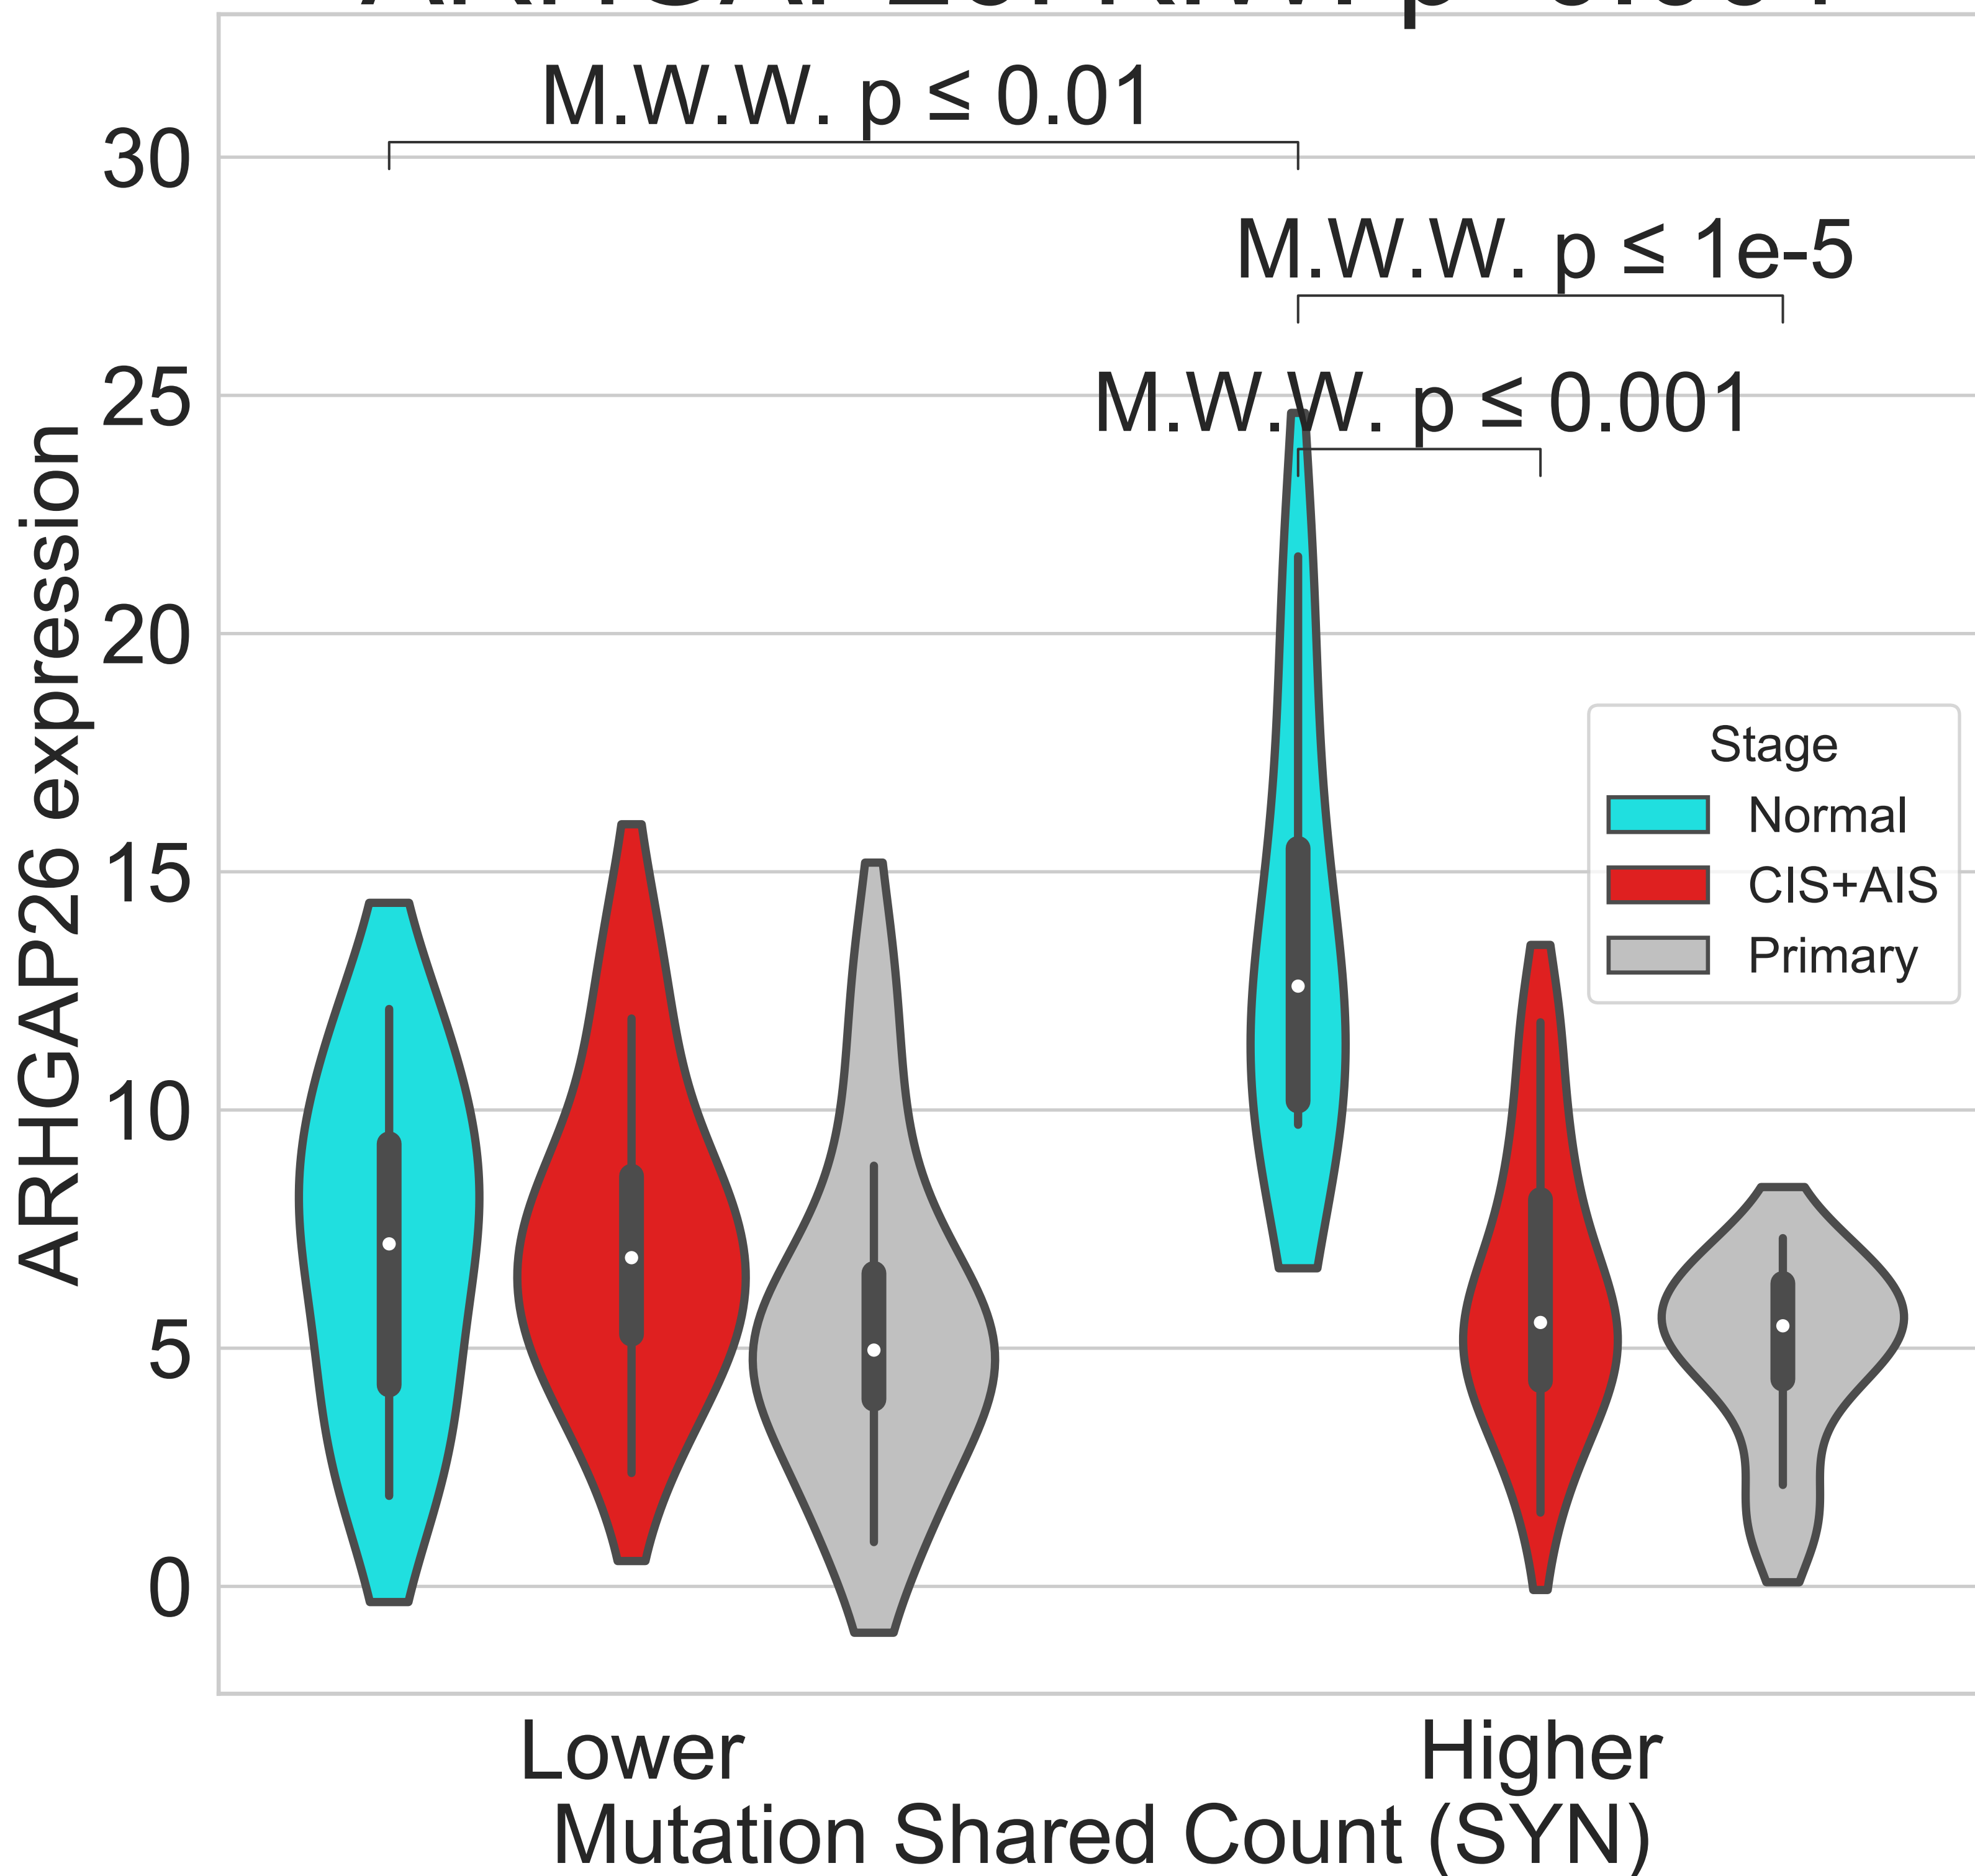 M.W.W. p ≤ 0.01
30
M.W.W. p ≤ 1e-5
25
M.W.W. p ≤ 0.001
ARHGAP26 expression
20
Stage
Normal
15
CIS+AIS
Primary
10
5
0
Lower
Higher
Mutation Shared Count (SYN)